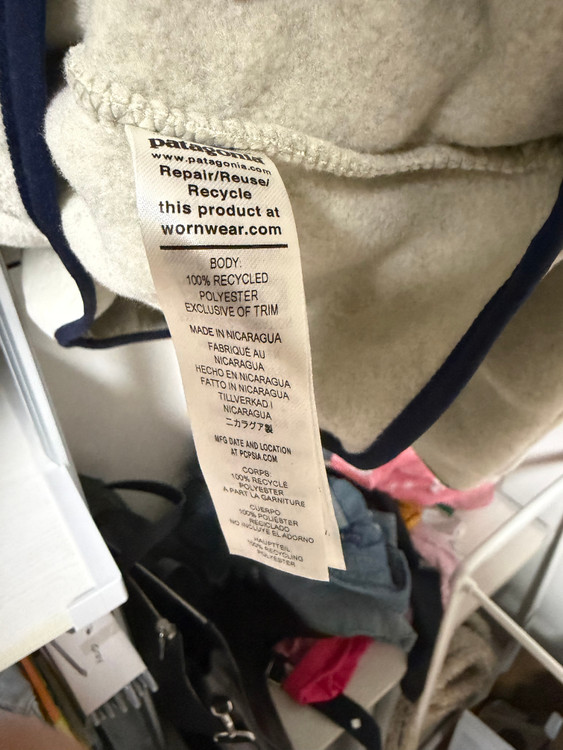 patagonia
www.patagonia.com
Repair/Reuse/
Recycle
this product at
wornwear.com
BODY:
100% RECYCLED
POLYESTER
EXCLUSIVE OF TRIM
MADE IN NICARAGUA
FABRIQUÉ AU
NICARAGUA
HECHO EN NICARAGUA
FATTO IN NICARAGUA
TILLVERKAD I
NICARAGUA
ニカラグア製
MFG DATE AND LOCATION
AT PCPSIA.COM
CORPS:
100% RECYCLÉ
POLYESTER
À PART LA GARNITURE
CUERPO:
100% POLIÉSTER
RECICLADO
NO INCLUYE EL ADORNO
HAUPTTEIL:
100% RECYCLING
POLYESTER